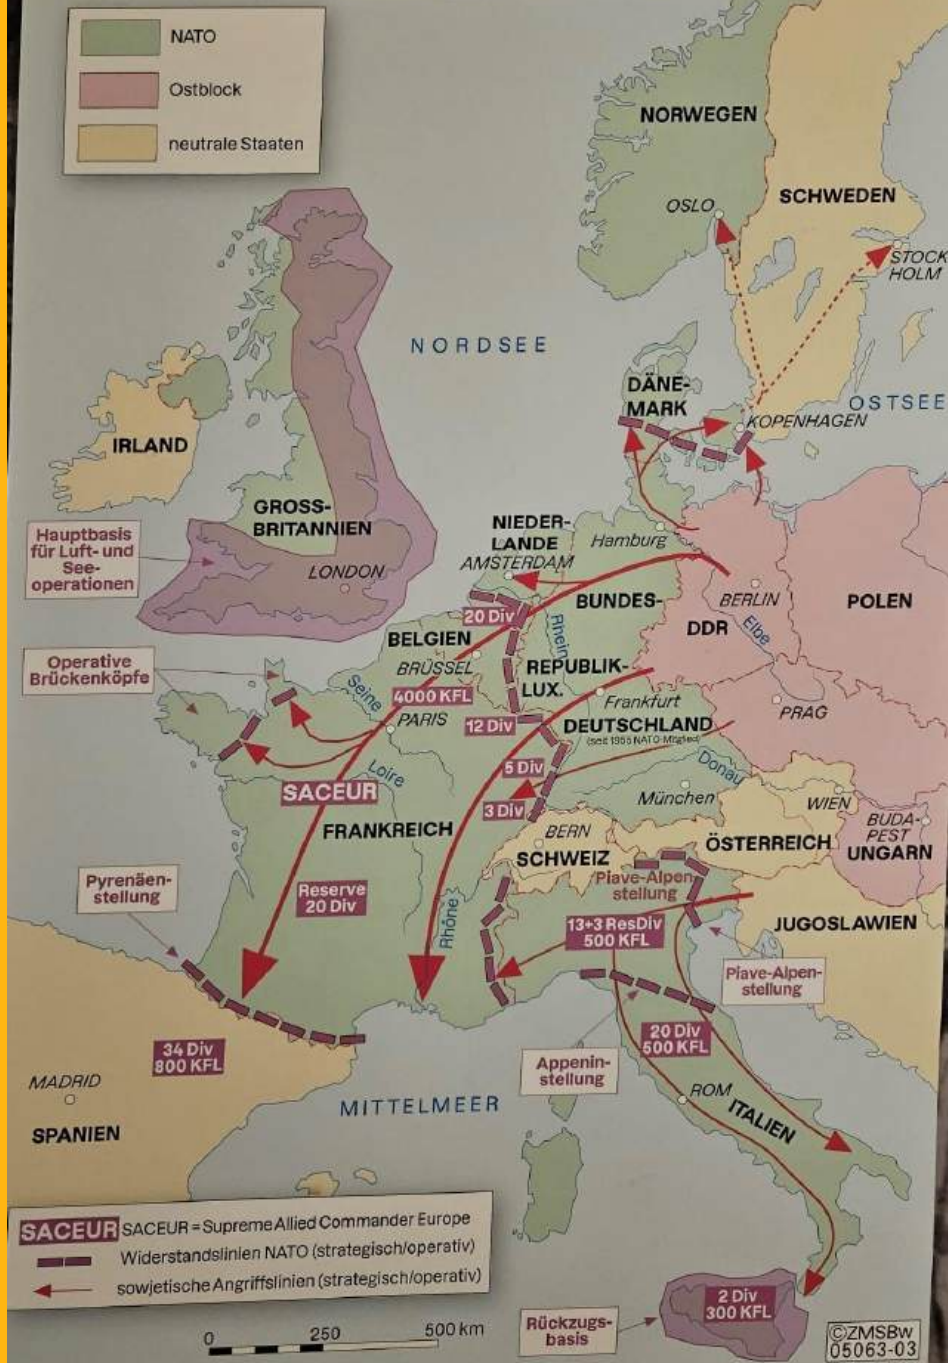 NATO
Ostblock
neutrale Staaten
NORWEGEN
OSLO
SCHWEDEN
STOCK
HOLM
NORDSEE
DÄNE-
MARK
OSTSEE
KOPENHAGEN
IRLAND
GROSS-
BRITANNIEN
LONDON
Hauptbasis
für Luft- und
See-
operationen
NIEDER-
LANDE
AMSTERDAM
Hamburg
BUNDES-
BERLIN
POLEN
DDR
Elbe
20 Div
Rhein
BELGIEN
BRÜSSEL
REPUBLIK-
LUX.
Operative
Brückenköpfe
Seine
4000 KFL
PARIS
Frankfurt
PRAG
12 Div
DEUTSCHLAND
(seit 1955 NATO-Mitglied)
5 Div
Donau
SACEUR
Loire
3 Div
München
WIEN
BUDA-
PEST
FRANKREICH
BERN
SCHWEIZ
ÖSTERREICH
UNGARN
Pyrenäen-
stellung
Reserve
20 Div
Rhône
Piave-Alpen-
stellung
13+3 ResDiv
500 KFL
JUGOSLAWIEN
Piave-Alpen-
stellung
34 Div
800 KFL
20 Div
500 KFL
Appenin-
stellung
MADRID
ROM
ITALIEN
MITTELMEER
SPANIEN
SACEUR SACEUR = Supreme Allied Commander Europe
Widerstandslinien NATO (strategisch/operativ)
sowjetische Angriffslinien (strategisch/operativ)
0 250 500 km
Rückzugs-
basis
2 Div
300 KFL
©ZMSBw
05063-03